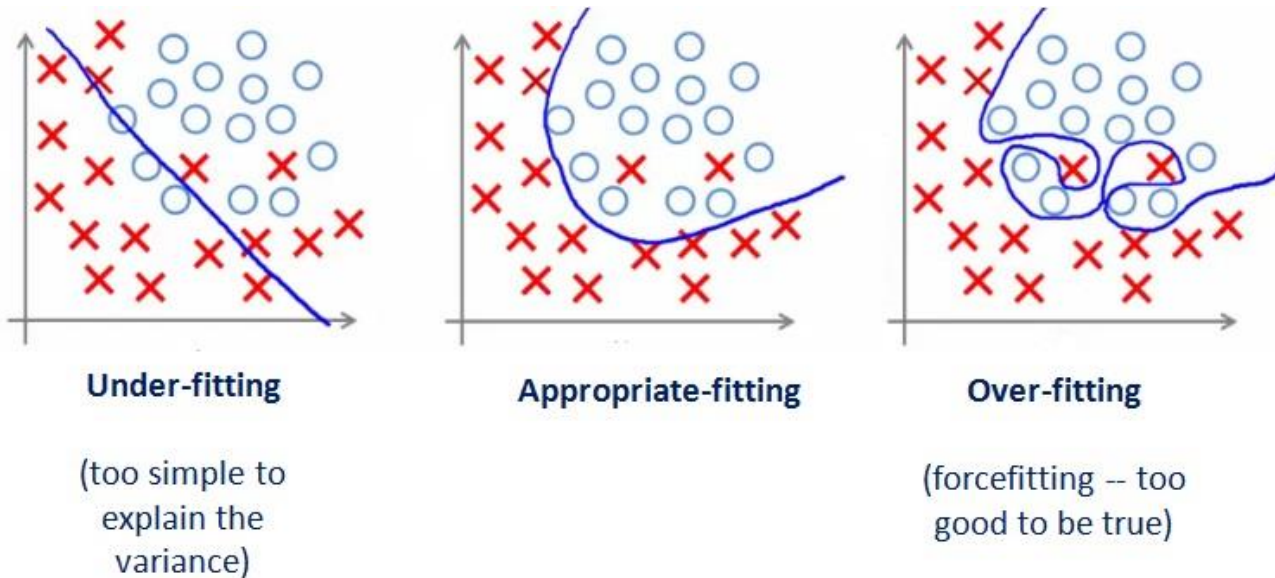 Under-fitting
(too simple to
explain the
variance)
Appropriate-fitting
Over-fitting
(forcefitting -- too
good to be true)